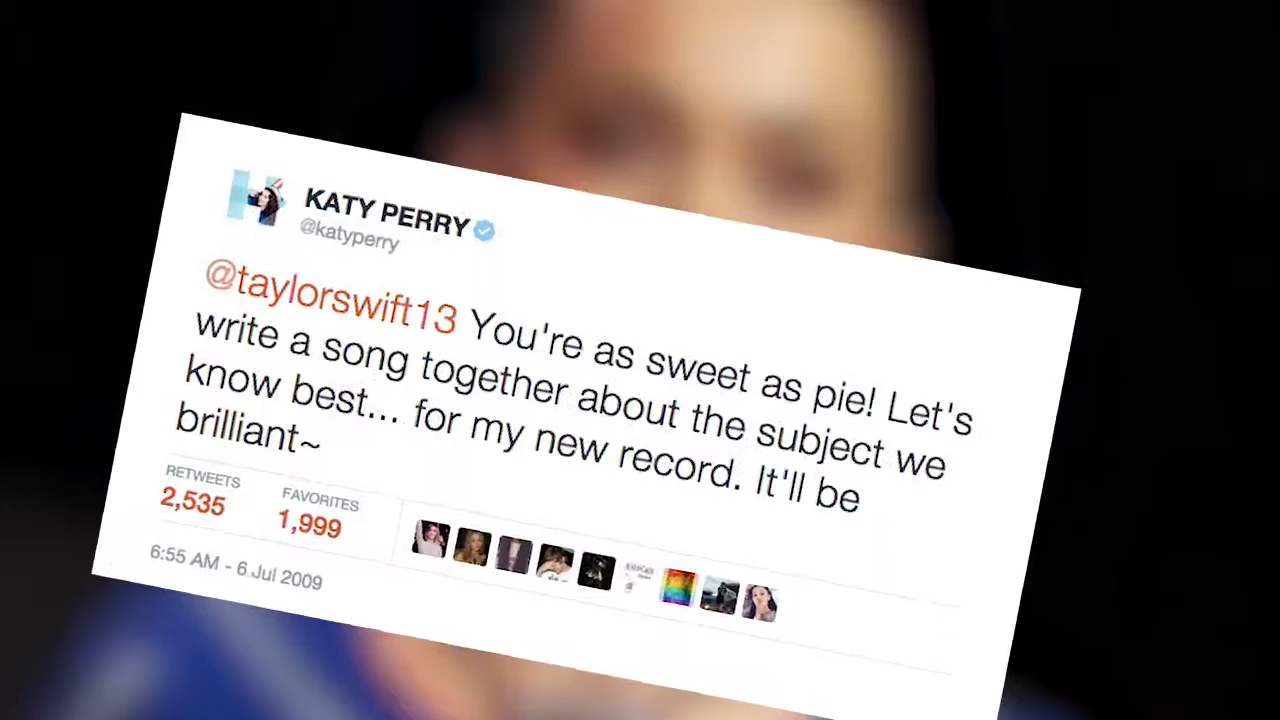 KATY PERRY
@katyperry
@taylorswift13 You're as sweet as pie! Let's
write a song together about the subject we
know best... for my new record. It'll be
brilliant~
RETWEETS FAVORITES
2,535 1,999
6:55 AM - 6 Jul 2009